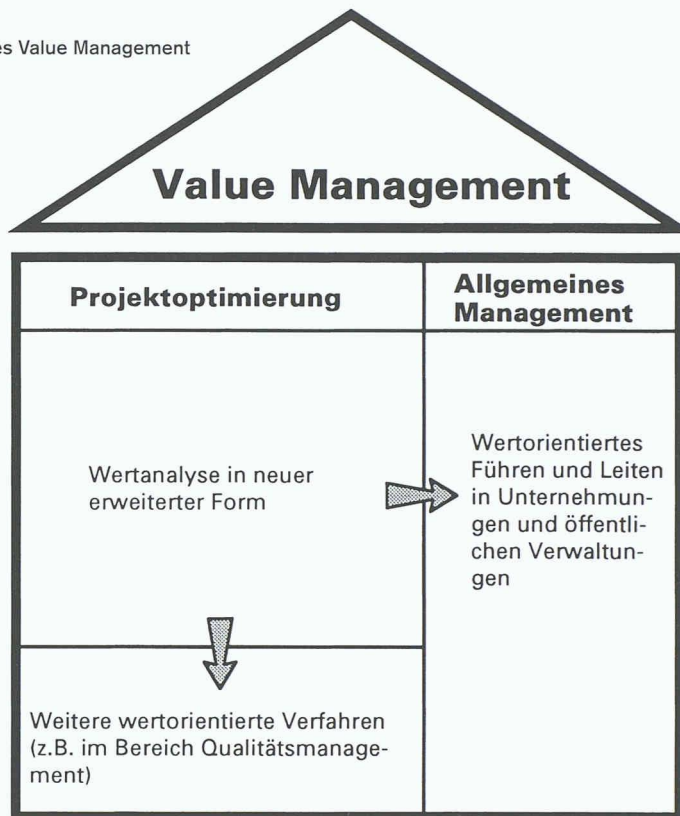 es Value Management
Value Management
Projektoptimierung
Allgemeines
Management
Wertanalyse in neuer
erweiterter Form
Wertorientiertes
Führen und Leiten
in Unternehmun-
gen und öffentli-
chen Verwaltun-
gen
Weitere wertorientierte Verfahren
(z.B. im Bereich Qualitätsmanage-
ment)